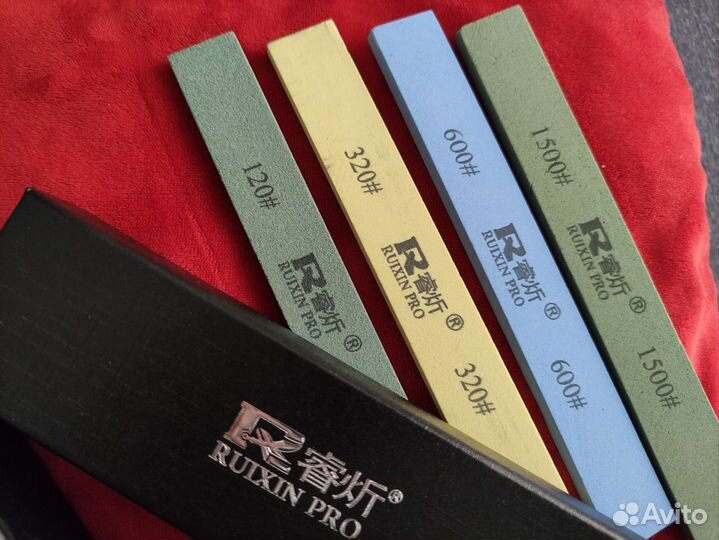 120#
睿炘®
RUIXIN PRO
320#
睿炘®
RUIXIN PRO
320#
600#
睿炘®
RUIXIN PRO
600#
1500#
睿炘®
RUIXIN PRO
1500#
睿炘®
RUIXIN PRO
Avito